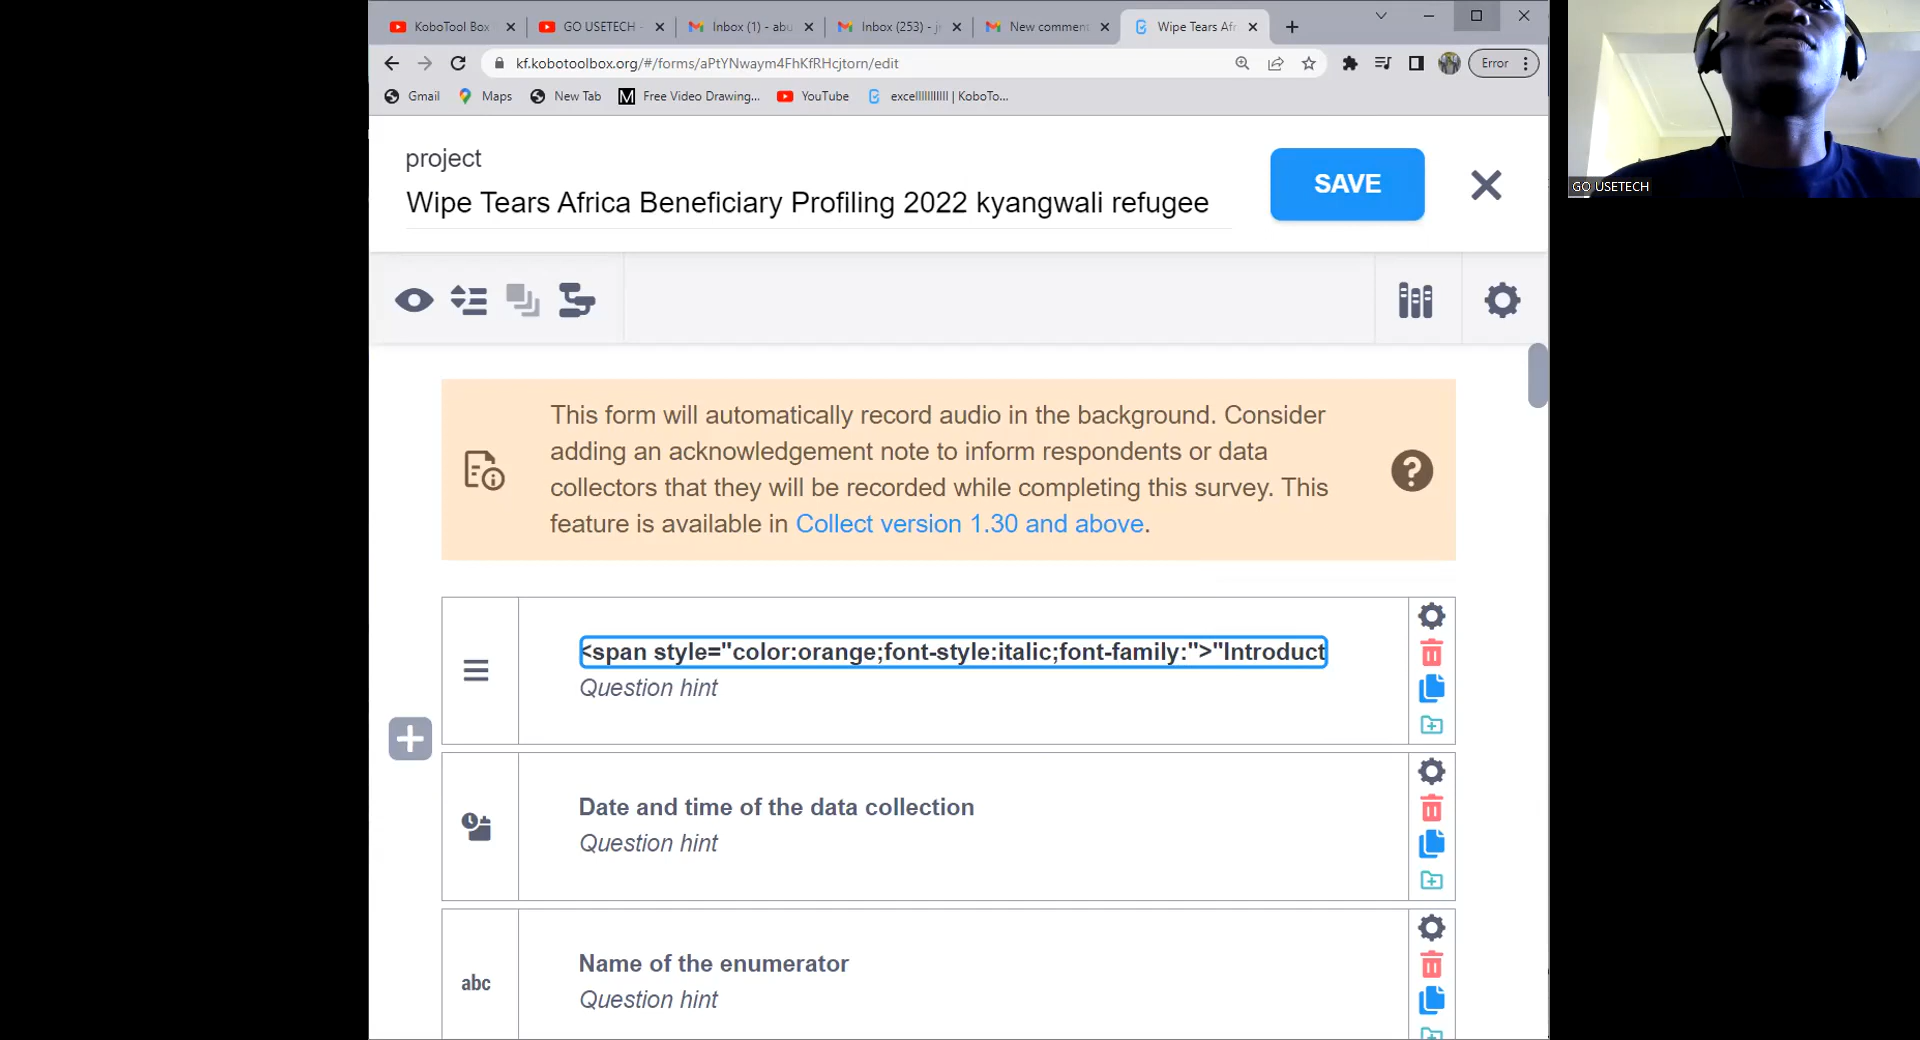 KoboTool Box
GO USETECH -
Inbox (1) - abu
Inbox (253) - j
New comment
Wipe Tears Afr
kf.kobotoolbox.org/#/forms/aPtYNwaym4FhKfRHcjtorn/edit
Error
Gmail
Maps
New Tab
M
Free Video Drawing...
YouTube
excelllllllllll | KoboTo...
project
Wipe Tears Africa Beneficiary Profiling 2022 kyangwali refugee
SAVE
This form will automatically record audio in the background. Consider
adding an acknowledgement note to inform respondents or data
collectors that they will be recorded while completing this survey. This
feature is available in Collect version 1.30 and above.
<span style="color:orange;font-style:italic;font-family:">"Introduct
Question hint
Date and time of the data collection
Question hint
abc
Name of the enumerator
Question hint
GO USETECH